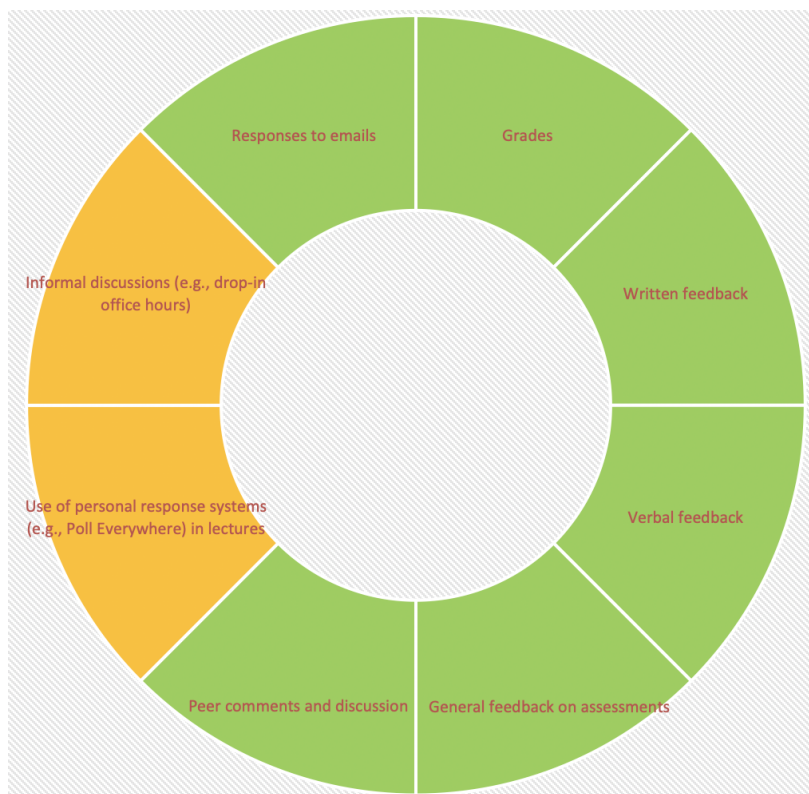 Responses to emails
Grades
Informal discussions (e.g., drop-in
office hours)
Written feedback
Use of personal response systems
(e.g., Poll Everywhere) in lectures
Verbal feedback
Peer comments and discussion
General feedback on assessments